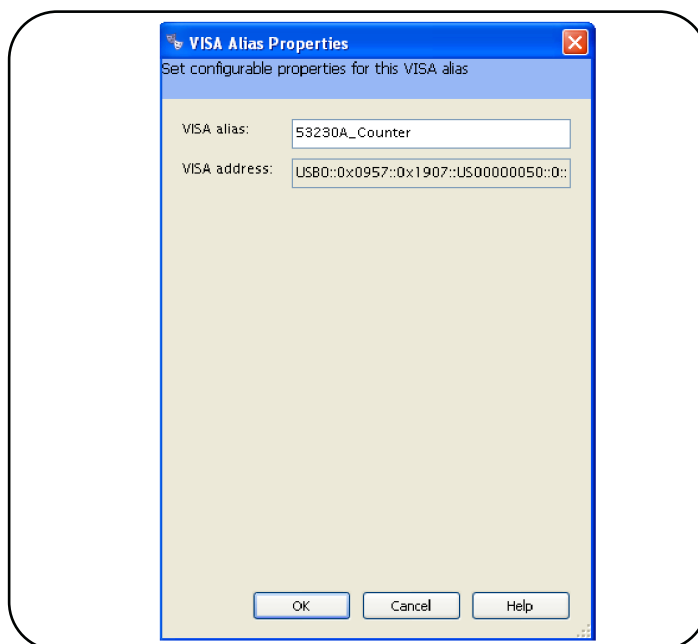 VISA Alias Properties
Set configurable properties for this VISA alias
VISA alias: 53230A_Counter
VISA address: USB0::0x0957::0x1907::US00000050::0::
OK Cancel Help